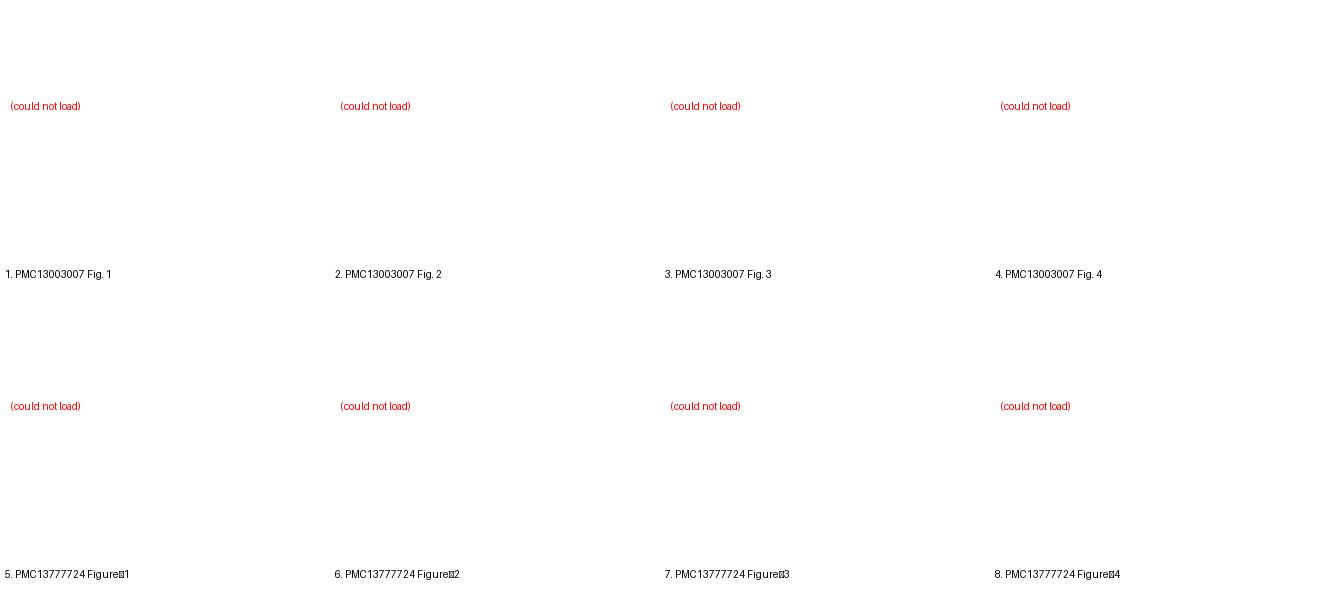 (could not load) (could not load) (could not load) (could not load)
1. PMC13003007 Fig. 1 2. PMC13003007 Fig. 2 3. PMC13003007 Fig. 3 4. PMC13003007 Fig. 4
(could not load) (could not load) (could not load) (could not load)
5. PMC13777724 Figure▯1 6. PMC13777724 Figure▯2 7. PMC13777724 Figure▯3 8. PMC13777724 Figure▯4